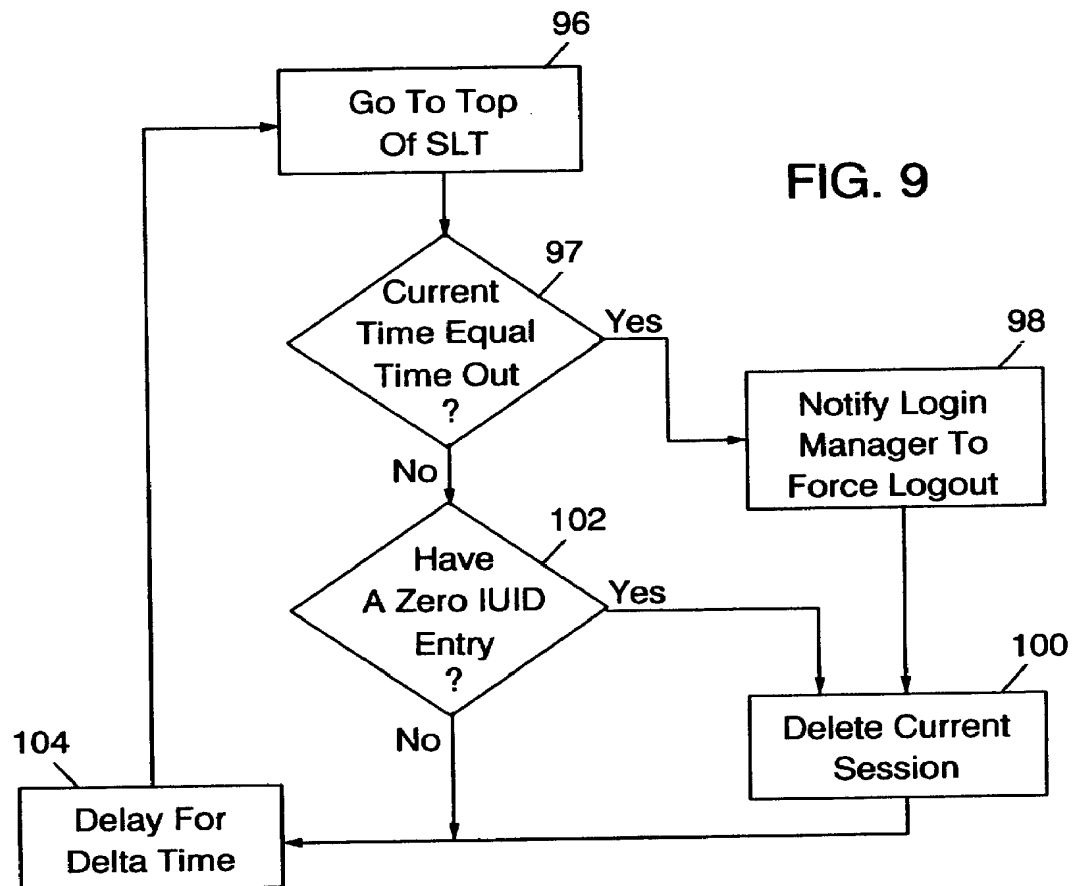 96
Go To Top
Of SLT
FIG. 9
97
Current
Time Equal
Time Out
?
Yes
No
98
Notify Login
Manager To
Force Logout
102
Have
A Zero IUID
Entry
?
Yes
No
100
Delete Current
Session
104
Delay For
Delta Time